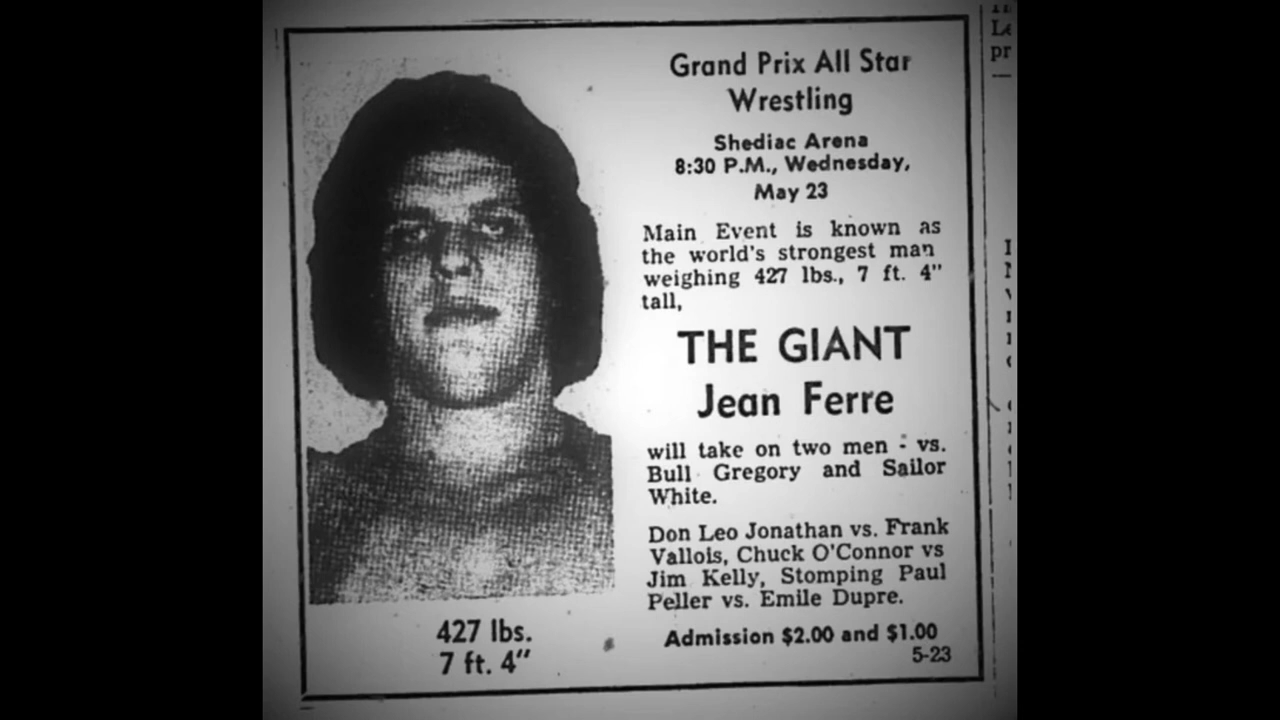 Grand Prix All Star
Wrestling
Shediac Arena
8:30 P.M., Wednesday,
May 23
Main Event is known as
the world's strongest man
weighing 427 lbs., 7 ft. 4"
tall,
THE GIANT
Jean Ferre
will take on two men - vs.
Bull Gregory and Sailor
White.
Don Leo Jonathan vs. Frank
Vallois, Chuck O'Connor vs
Jim Kelly, Stomping Paul
Peller vs. Emile Dupre.
Admission $2.00 and $1.00
5-23
427 lbs.
7 ft. 4"